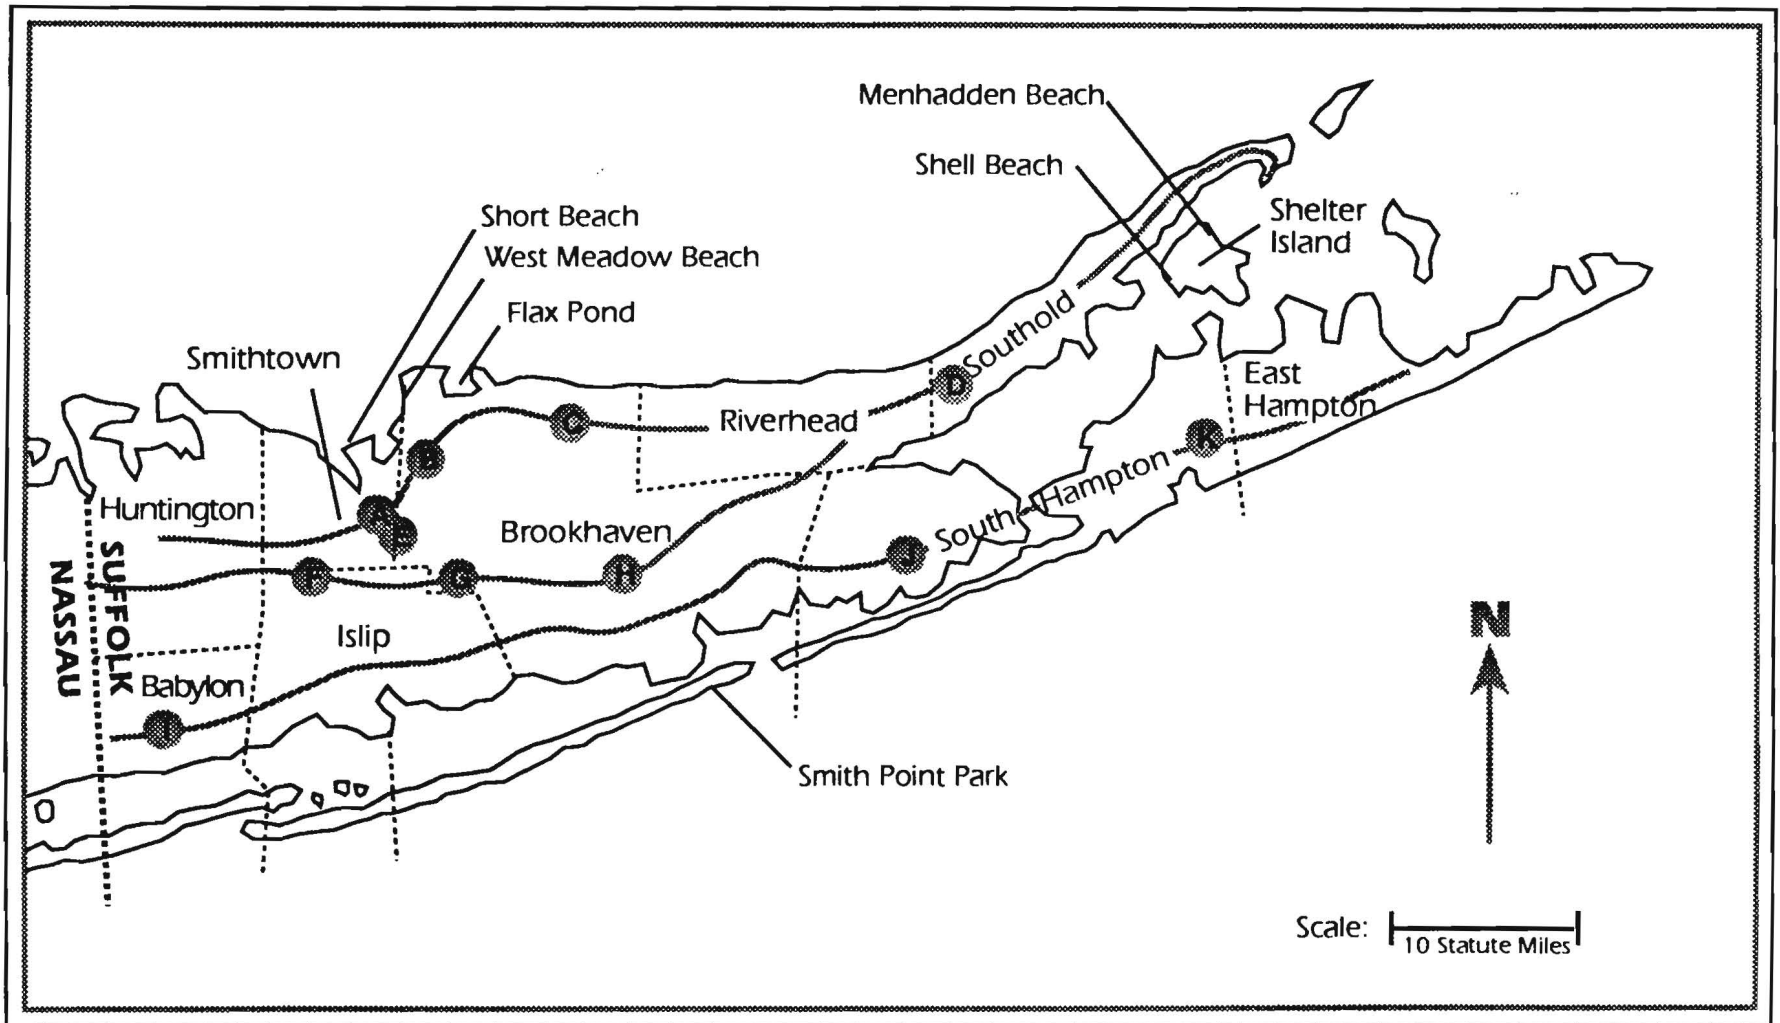 Menhadden Beach
Shell Beach
Shelter
Island
Short Beach
West Meadow Beach
Flax Pond
Smithtown
Southold
D
East
Hampton
Riverhead
C
B
K
South Hampton
Huntington
A
E
Brookhaven
F
G
H
J
NASSAU
SUFFOLK
Islip
Babylon
I
N
Smith Point Park
Scale:
10 Statute Miles